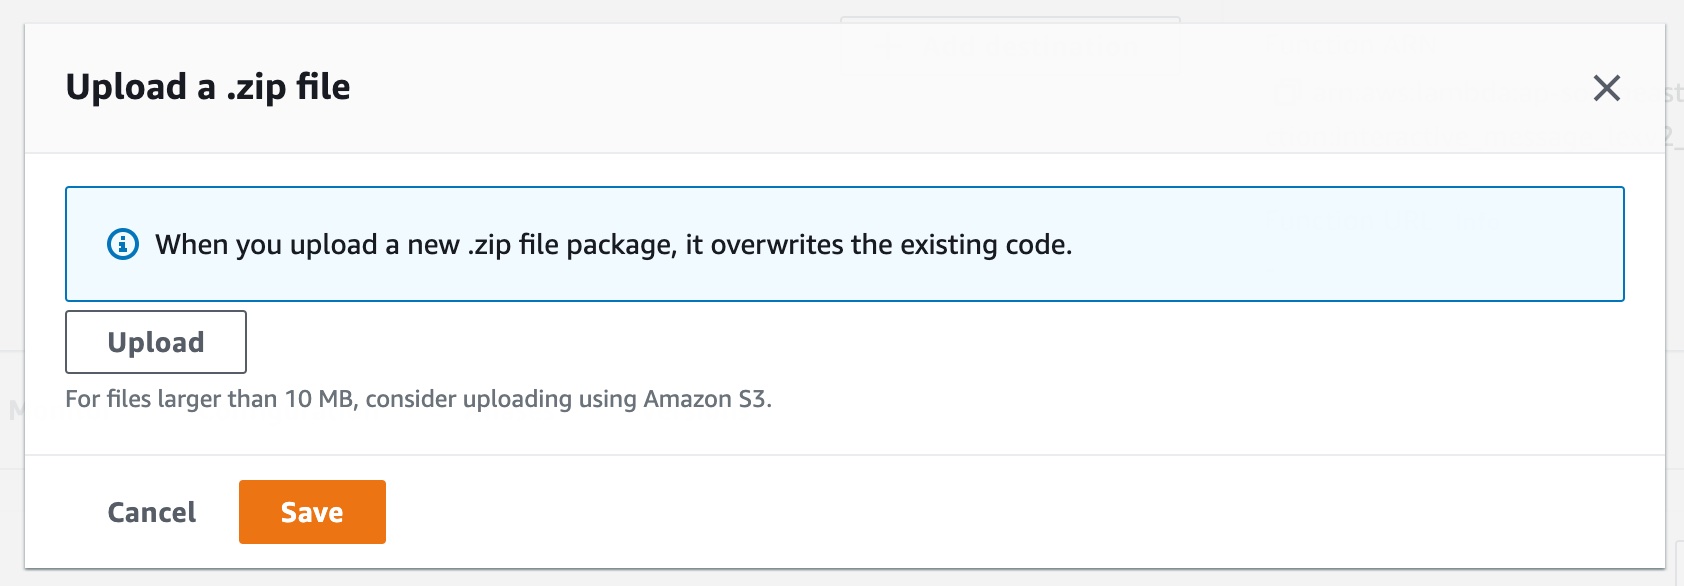 Upload a .zip file
When you upload a new .zip file package, it overwrites the existing code.
Upload
For files larger than 10 MB, consider uploading using Amazon S3.
Cancel
Save